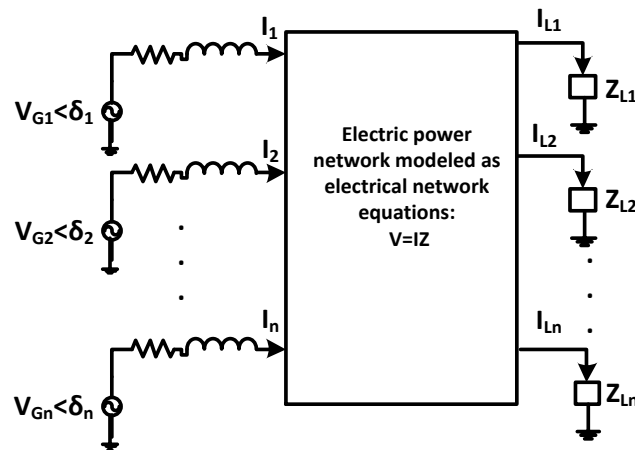 I1
IL1
ZL1
VG1<δ1
I2
IL2
ZL2
VG2<δ2
Electric power
network modeled as
electrical network
equations:
V=IZ
In
ILn
ZLn
VGn<δn